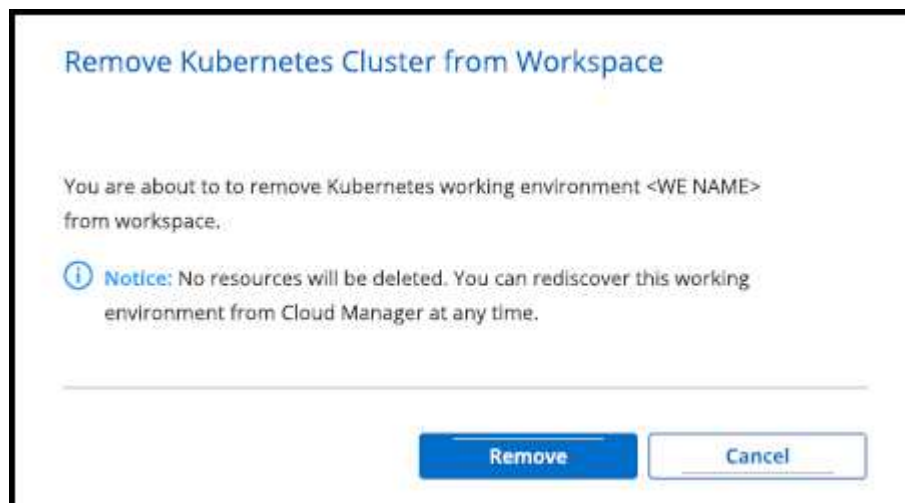 Remove Kubernetes Cluster from Workspace
You are about to to remove Kubernetes working environment <WE NAME>
from workspace.
Notice: No resources will be deleted. You can rediscover this working
environment from Cloud Manager at any time.
Remove
Cancel